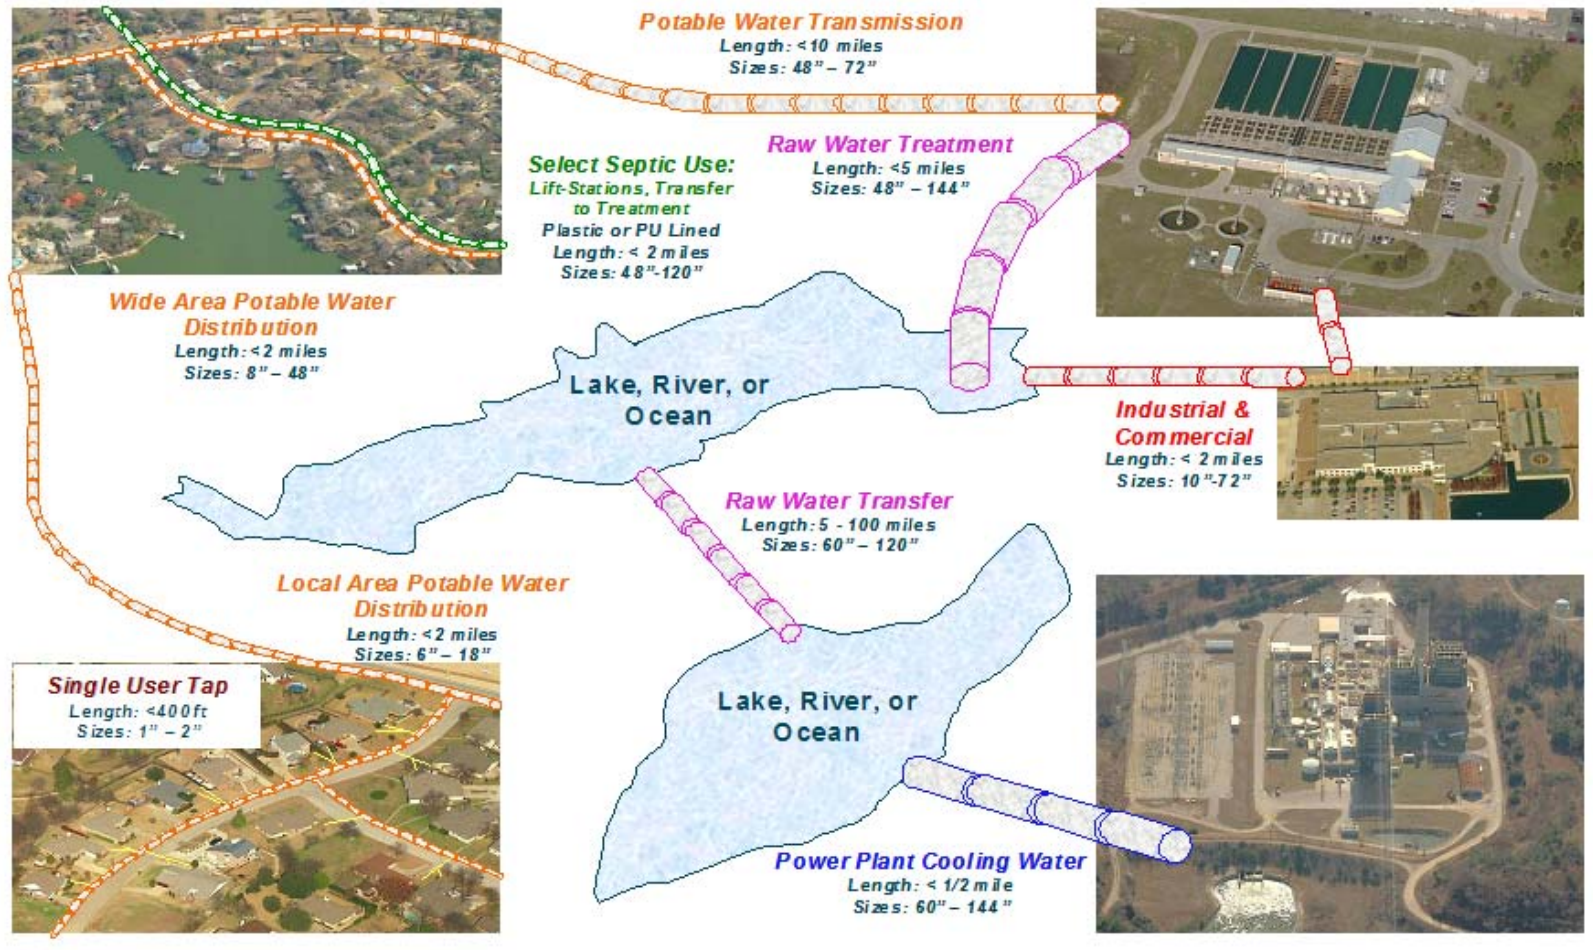 Potable Water Transmission
Length: <10 miles
Sizes: 48” – 72”
Raw Water Treatment
Length: <5 miles
Sizes: 48” – 144”
Select Septic Use:
Lift-Stations, Transfer
to Treatment
Plastic or PU Lined
Length: < 2 miles
Sizes: 48”-120”
Wide Area Potable Water
Distribution
Length: <2 miles
Sizes: 8” – 48”
Lake, River, or
Ocean
Industrial &
Commercial
Length: < 2 miles
Sizes: 10”-72”
Raw Water Transfer
Length: 5 - 100 miles
Sizes: 60” – 120”
Local Area Potable Water
Distribution
Length: <2 miles
Sizes: 6” – 18”
Single User Tap
Length: <400ft
Sizes: 1” – 2”
Lake, River, or
Ocean
Power Plant Cooling Water
Length: < 1/2 mile
Sizes: 60” – 144”